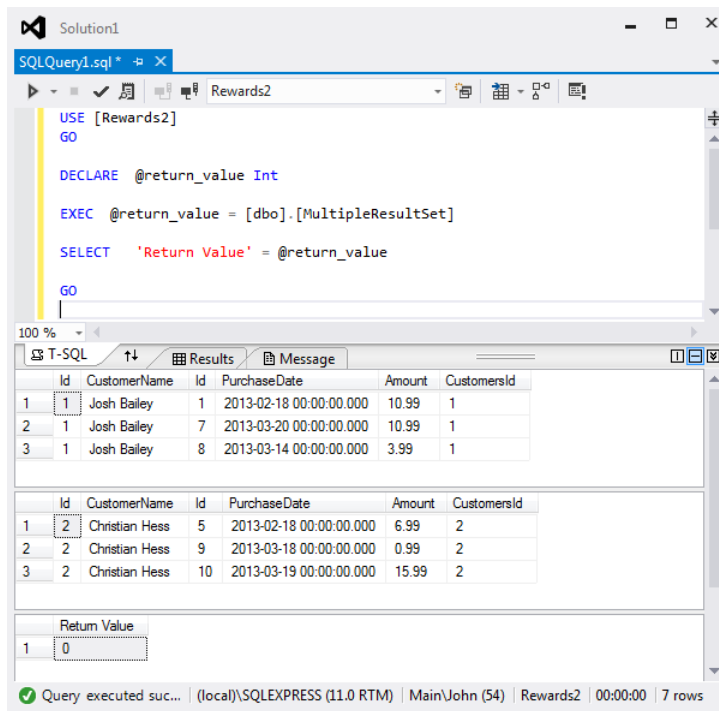 Solution1
SQLQuery1.sql *
Rewards2
USE [Rewards2]
GO
DECLARE @return_value Int
EXEC @return_value = [dbo].[MultipleResultSet]
SELECT 'Return Value' = @return_value
GO
100 %
T-SQL Results Message
Id CustomerName Id PurchaseDate Amount CustomersId
1 1 Josh Bailey 1 2013-02-18 00:00:00.000 10.99 1
2 1 Josh Bailey 7 2013-03-20 00:00:00.000 10.99 1
3 1 Josh Bailey 8 2013-03-14 00:00:00.000 3.99 1
Id CustomerName Id PurchaseDate Amount CustomersId
1 2 Christian Hess 5 2013-02-18 00:00:00.000 6.99 2
2 2 Christian Hess 9 2013-03-18 00:00:00.000 0.99 2
3 2 Christian Hess 10 2013-03-19 00:00:00.000 15.99 2
Return Value
1 0
Query executed suc... (local)\SQLEXPRESS (11.0 RTM) Main\John (54) Rewards2 00:00:00 7 rows